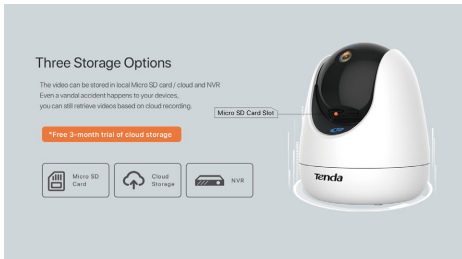 Three Storage Options
The video can be stored in local Micro SD card / cloud and NVR
Even a vandal accident happens to your devices,
you can still retrieve videos based on cloud recording.
Micro SD Card Slot
*Free 3-month trial of cloud storage
Micro SD
Card
Cloud
Storage
NVR
Tenda